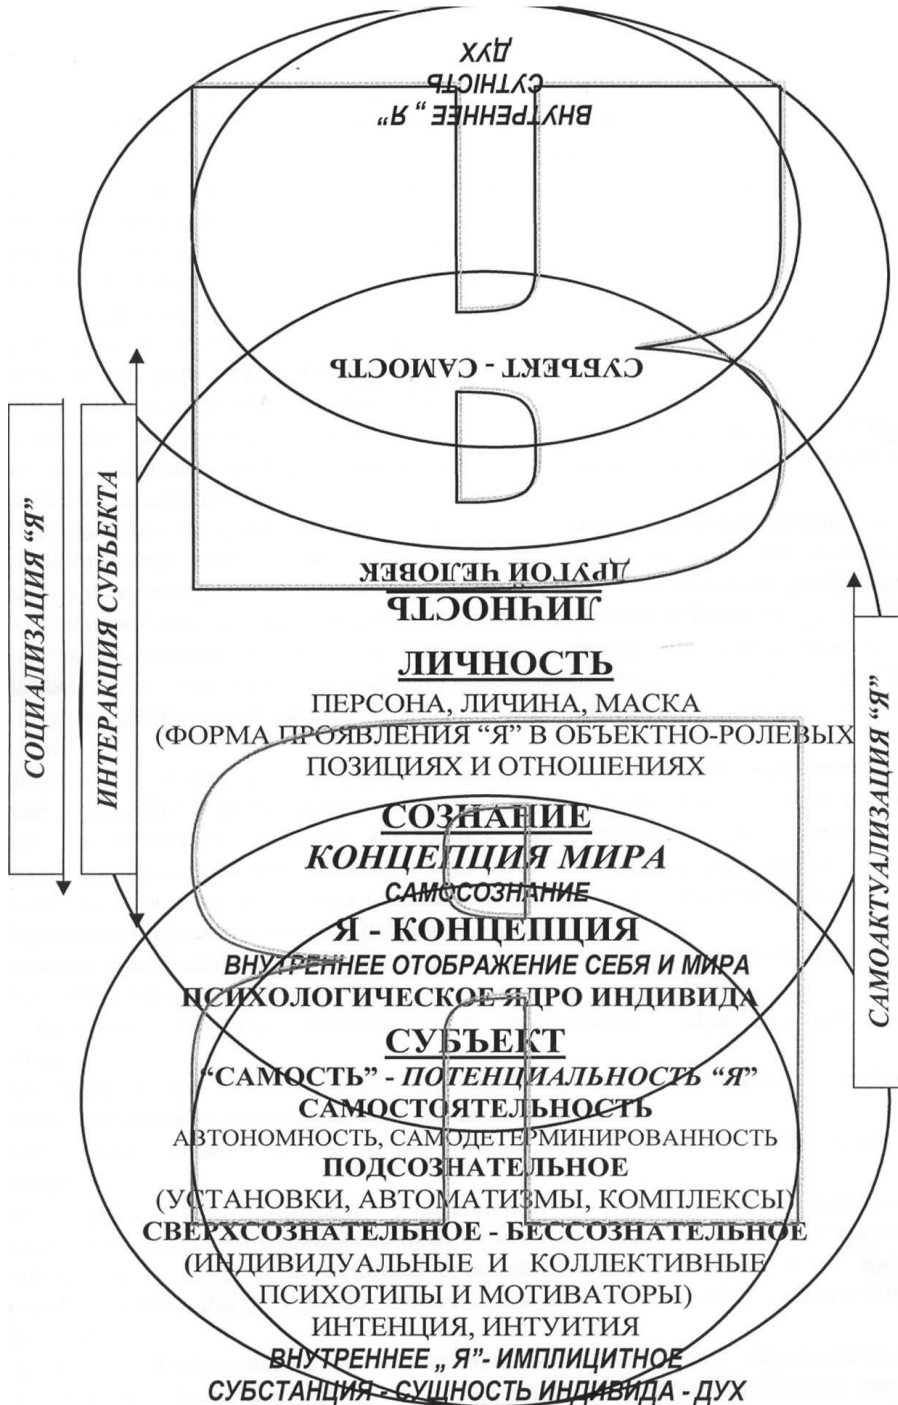 Я
ДУХ
СУТНІСТЬ
ВНУТРЕННЕЕ „Я”
СУБЪЕКТ - САМОСТЬ
ДРУГОЙ ЧЕЛОВЕК
ЛИЧНОСТЬ
СОЦИАЛИЗАЦИЯ “Я”
ИНТЕРАКЦИЯ СУБЪЕКТА
Я
ЛИЧНОСТЬ
ПЕРСОНА, ЛИЧИНА, МАСКА
(ФОРМА ПРОЯВЛЕНИЯ “Я” В ОБЪЕКТНО-РОЛЕВЫХ
ПОЗИЦИЯХ И ОТНОШЕНИЯХ
СОЗНАНИЕ
КОНЦЕПЦИЯ МИРА
САМОСОЗНАНИЕ
Я - КОНЦЕПЦИЯ
ВНУТРЕННЕЕ ОТОБРАЖЕНИЕ СЕБЯ И МИРА
ПСИХОЛОГИЧЕСКОЕ ЯДРО ИНДИВИДА
СУБЪЕКТ
“САМОСТЬ” - ПОТЕНЦИАЛЬНОСТЬ “Я”
САМОСТОЯТЕЛЬНОСТЬ
АВТОНОМНОСТЬ, САМОДЕТЕРМИНИРОВАННОСТЬ
ПОДСОЗНАТЕЛЬНОЕ
(УСТАНОВКИ, АВТОМАТИЗМЫ, КОМПЛЕКСЫ)
СВЕРХСОЗНАТЕЛЬНОЕ - БЕССОЗНАТЕЛЬНОЕ
(ИНДИВИДУАЛЬНЫЕ И КОЛЛЕКТИВНЫЕ
ПСИХОТИПЫ И МОТИВАТОРЫ)
ИНТЕНЦИЯ, ИНТУИТИЯ
ВНУТРЕННЕЕ „Я”- ИМПЛИЦИТНОЕ
СУБСТАНЦИЯ - СУЩНОСТЬ ИНДИВИДА - ДУХ
САМОАКТУАЛИЗАЦИЯ “Я”